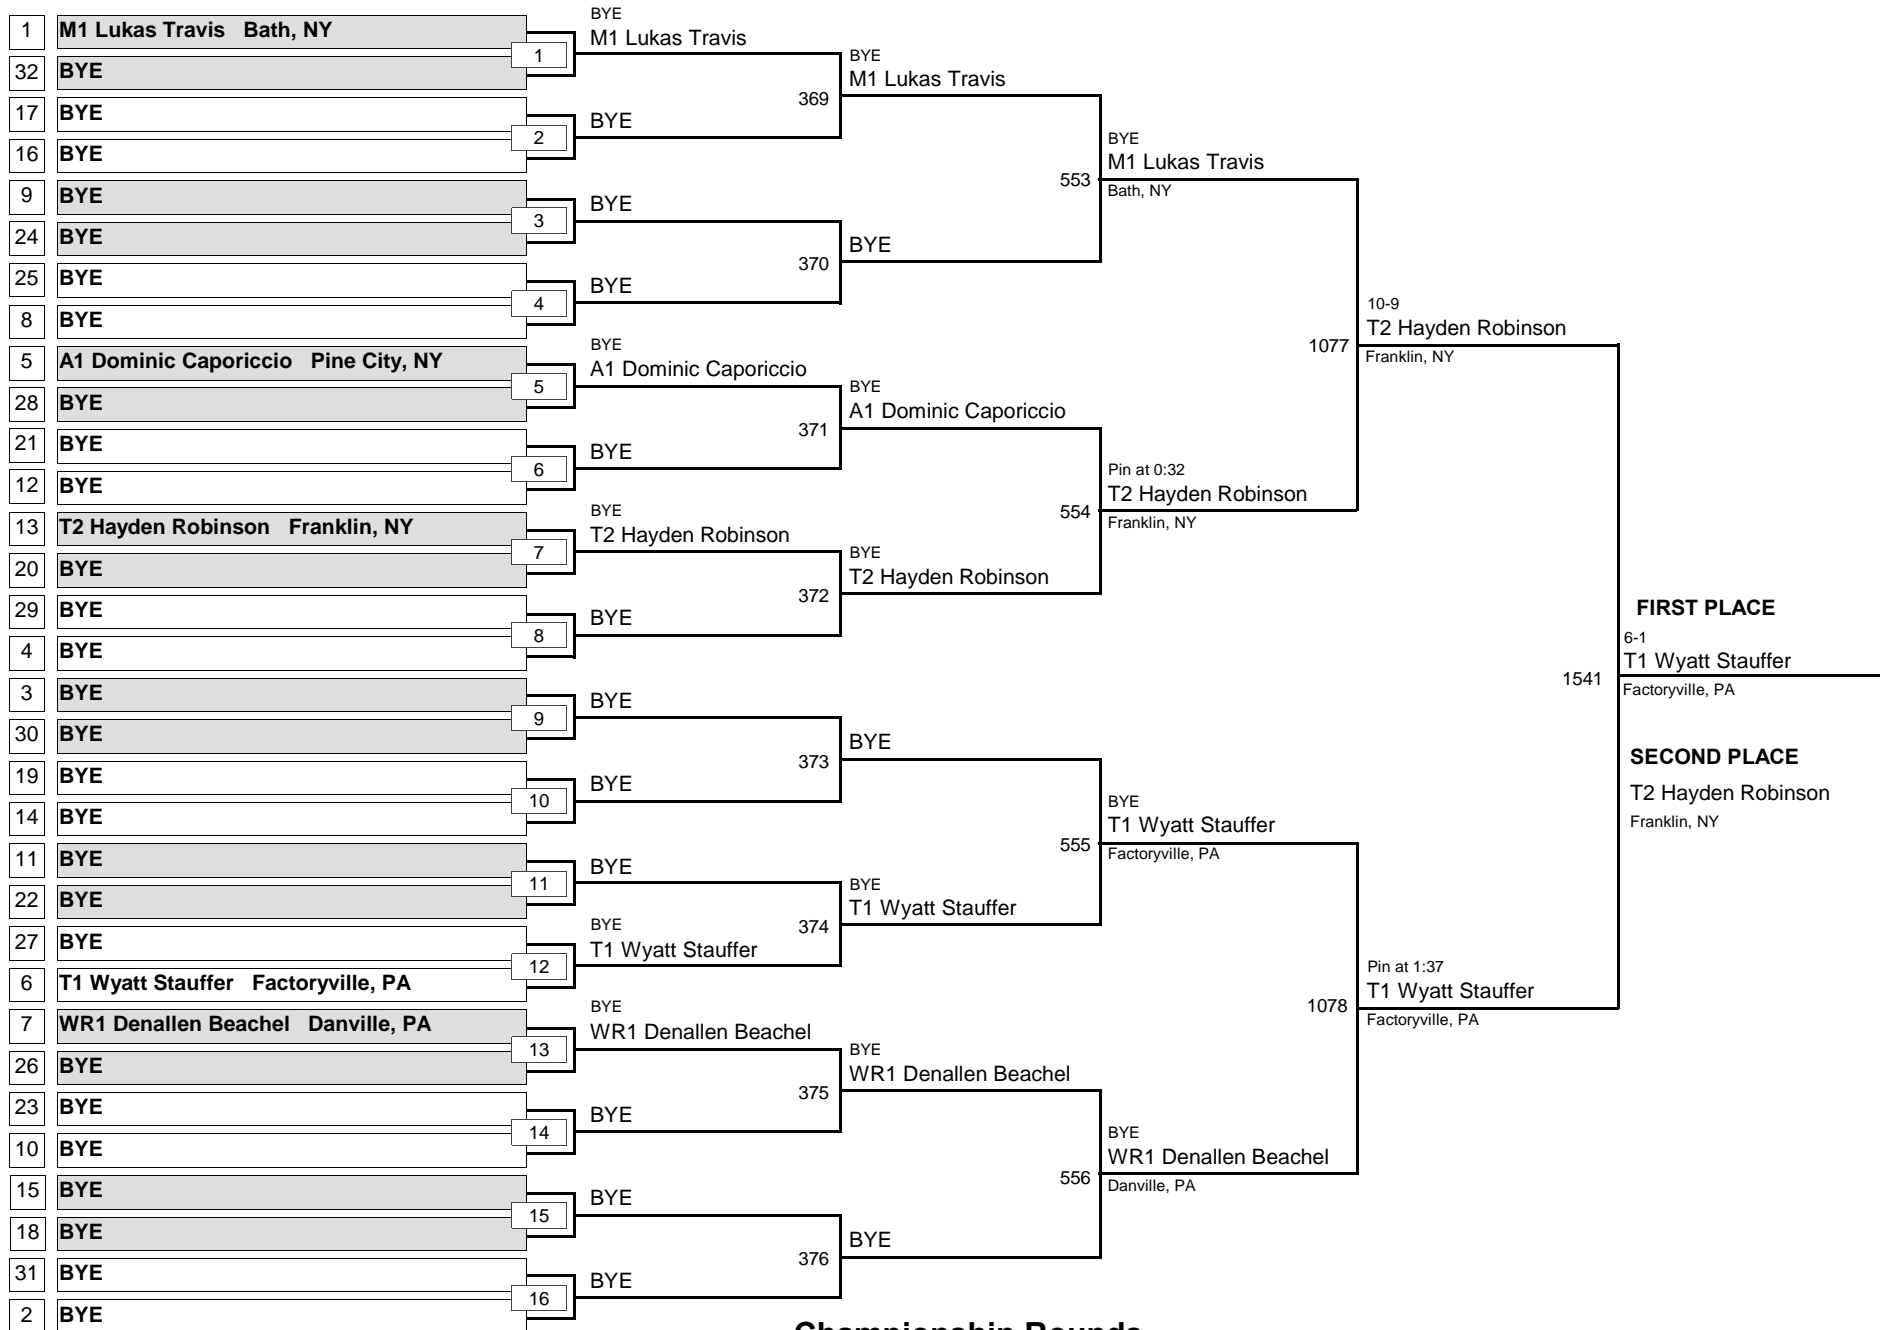 1 M1 Lukas Travis Bath, NY
32 BYE
17 BYE
16 BYE
9 BYE
24 BYE
25 BYE
8 BYE
5 A1 Dominic Caporiccio Pine City, NY
28 BYE
21 BYE
12 BYE
13 T2 Hayden Robinson Franklin, NY
20 BYE
29 BYE
4 BYE
3 BYE
30 BYE
19 BYE
14 BYE
11 BYE
22 BYE
27 BYE
6 T1 Wyatt Stauffer Factoryville, PA
7 WR1 Denallen Beachel Danville, PA
26 BYE
23 BYE
10 BYE
15 BYE
18 BYE
31 BYE
2 BYE
1
2
3
4
5
6
7
8
9
10
11
12
13
14
15
16
BYE
M1 Lukas Travis
BYE
BYE
BYE
BYE
A1 Dominic Caporiccio
BYE
BYE
T2 Hayden Robinson
BYE
BYE
BYE
BYE
BYE
T1 Wyatt Stauffer
BYE
WR1 Denallen Beachel
BYE
BYE
BYE
369
370
371
372
373
374
375
376
BYE
M1 Lukas Travis
BYE
BYE
A1 Dominic Caporiccio
BYE
T2 Hayden Robinson
BYE
BYE
T1 Wyatt Stauffer
BYE
WR1 Denallen Beachel
BYE
553
554
555
556
BYE
M1 Lukas Travis
Bath, NY
Pin at 0:32
T2 Hayden Robinson
Franklin, NY
BYE
T1 Wyatt Stauffer
Factoryville, PA
BYE
WR1 Denallen Beachel
Danville, PA
1077
1078
10-9
T2 Hayden Robinson
Franklin, NY
Pin at 1:37
T1 Wyatt Stauffer
Factoryville, PA
1541
FIRST PLACE
6-1
T1 Wyatt Stauffer
Factoryville, PA
SECOND PLACE
T2 Hayden Robinson
Franklin, NY
Championship Rounds